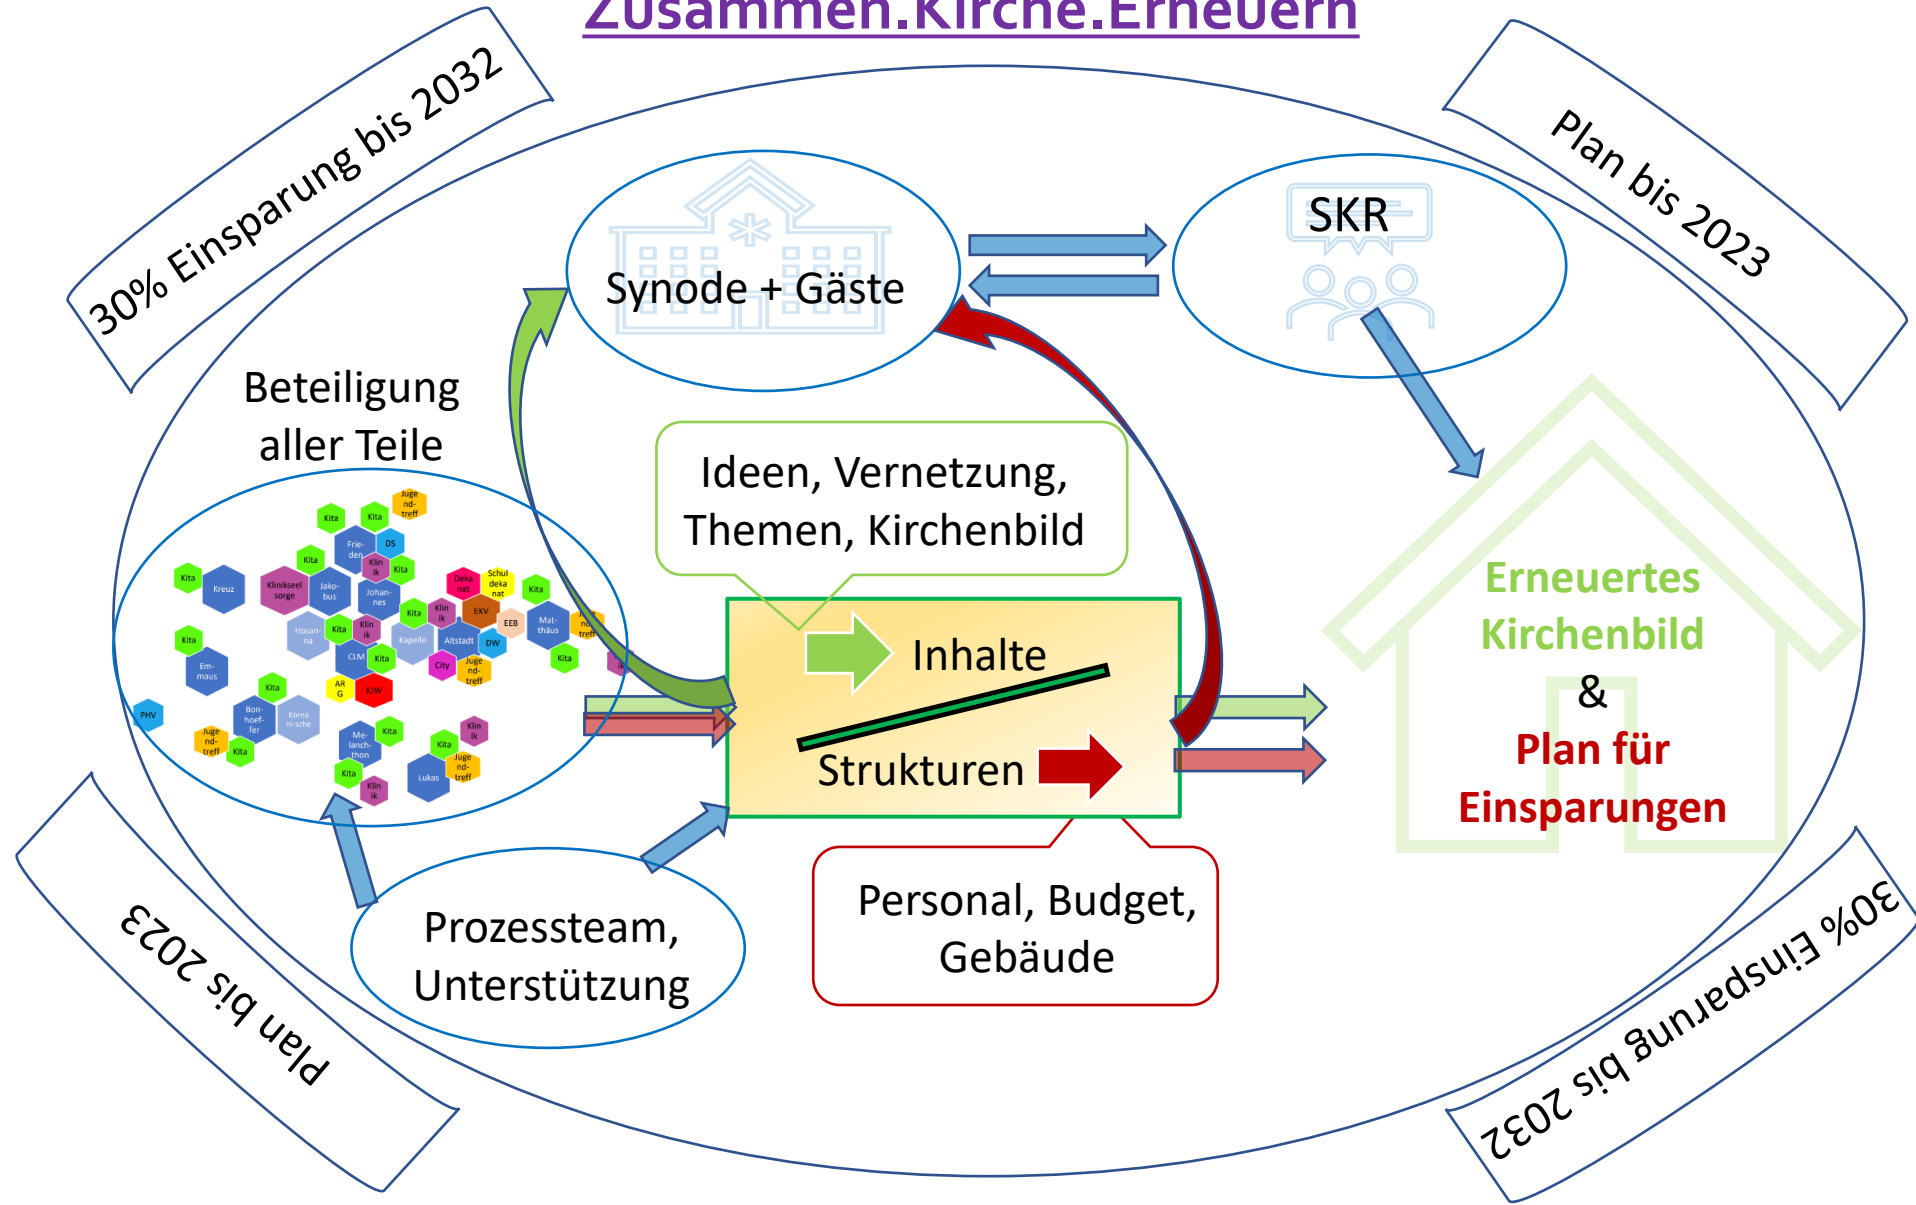 Zusammen.Kirche.Erneuern
30% Einsparung bis 2032
Plan bis 2023
Synode + Gäste
SKR
Beteiligung
aller Teile
Ideen, Vernetzung,
Themen, Kirchenbild
Juge
nd-
treff
Kita
Kita
Frie-
den
DS
Kita
Klin
ik
Kita
Kita
Kreuz
Klinikseel
sorge
Jako-
bus
Johan-
nes
Deka
nat
Schul
deka
nat
Kita
Kita
Klin
ik
EKV
EEB
Mat-
thäus
treff
Hosan-
na
Kita
Klin
ik
Kapelle
Altstadt
DW
Kita
CLM
Kita
City
Juge
nd-
treff
Kita
ik
Em-
maus
AR
G
KJW
Kita
PHV
Bon-
hoef-
fer
Korea
ni-sche
Juge
nd-
treff
Kita
Me-
lanch-
thon
Kita
Kita
Klin
ik
Kita
Klin
ik
Juge
nd-
treff
Lukas
Inhalte
Strukturen
Erneuertes
Kirchenbild
&
Plan für
Einsparungen
Personal, Budget,
Gebäude
Prozessteam,
Unterstützung
Plan bis 2023
30% Einsparung bis 2032